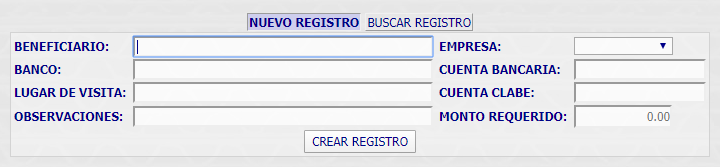 NUEVO REGISTRO BUSCAR REGISTRO
BENEFICIARIO: EMPRESA:
BANCO: CUENTA BANCARIA:
LUGAR DE VISITA: CUENTA CLABE:
OBSERVACIONES: MONTO REQUERIDO: 0.00
CREAR REGISTRO